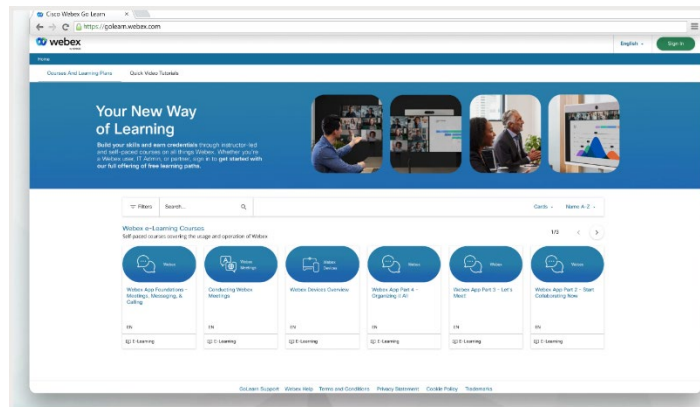 Cisco Webex Go Learn
https://golearn.webex.com
webex
English
Sign in
Home
Courses And Learning Plans
Quick Video Tutorials
Your New Way
of Learning
Build your skills and earn credentials through instructor-led
and self-paced courses on all things Webex. Whether you're
a Webex user, IT Admin, or partner, sign in to get started with
our full offering of free learning paths.
Filters
Search...
Cards
Name A-Z
Webex e-Learning Courses
Self-paced courses covering the usage and operation of Webex
1/3
Webex
Webex
Meetings
Webex
Devices
Webex
Webex
Webex
Webex App Foundations -
Meetings, Messaging, &
Calling
Conducting Webex
Meetings
Webex Devices Overview
Webex App Part 4 -
Organizing it All
Webex App Part 3 - Let's
Meet!
Webex App Part 2 - Start
Collaborating Now
EN
EN
EN
EN
EN
EN
E-Learning
E-Learning
E-Learning
E-Learning
E-Learning
E-Learning
GoLearn Support
Webex Help
Terms and Conditions
Privacy Statement
Cookie Policy
Trademarks